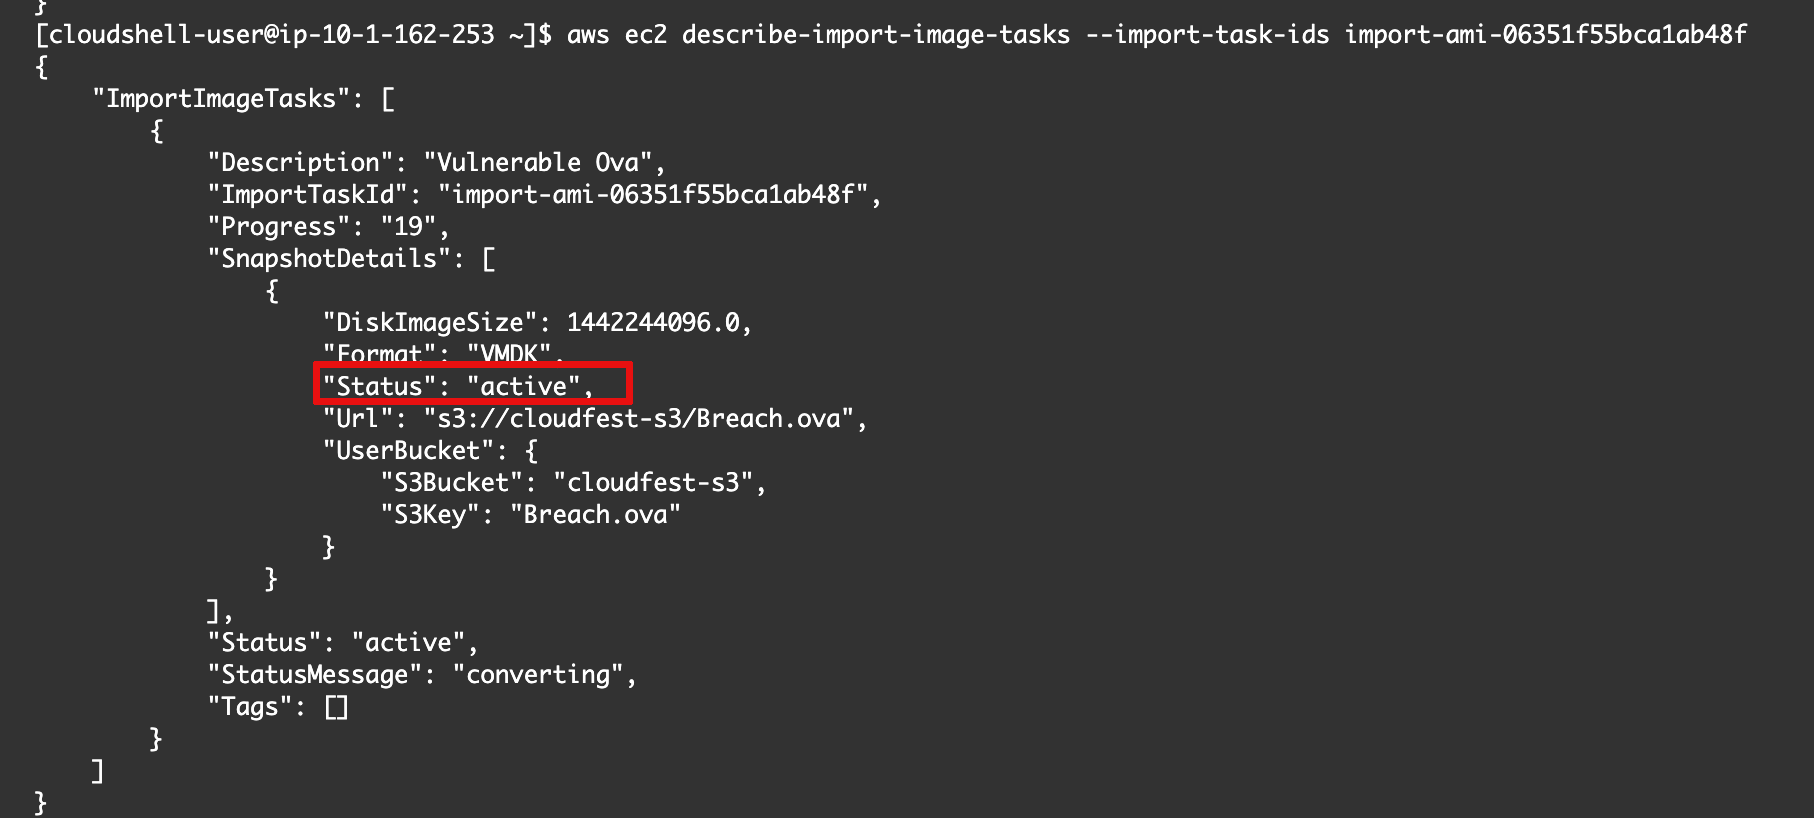 }
[cloudshell-user@ip-10-1-162-253 ~]$ aws ec2 describe-import-image-tasks --import-task-ids import-ami-06351f55bca1ab48f
{
    "ImportImageTasks": [
        {
            "Description": "Vulnerable Ova",
            "ImportTaskId": "import-ami-06351f55bca1ab48f",
            "Progress": "19",
            "SnapshotDetails": [
                {
                    "DiskImageSize": 1442244096.0,
                    "Format": "VMDK",
                    "Status": "active",
                    "Url": "s3://cloudfest-s3/Breach.ova",
                    "UserBucket": {
                        "S3Bucket": "cloudfest-s3",
                        "S3Key": "Breach.ova"
                    }
                }
            ],
            "Status": "active",
            "StatusMessage": "converting",
            "Tags": []
        }
    ]
}